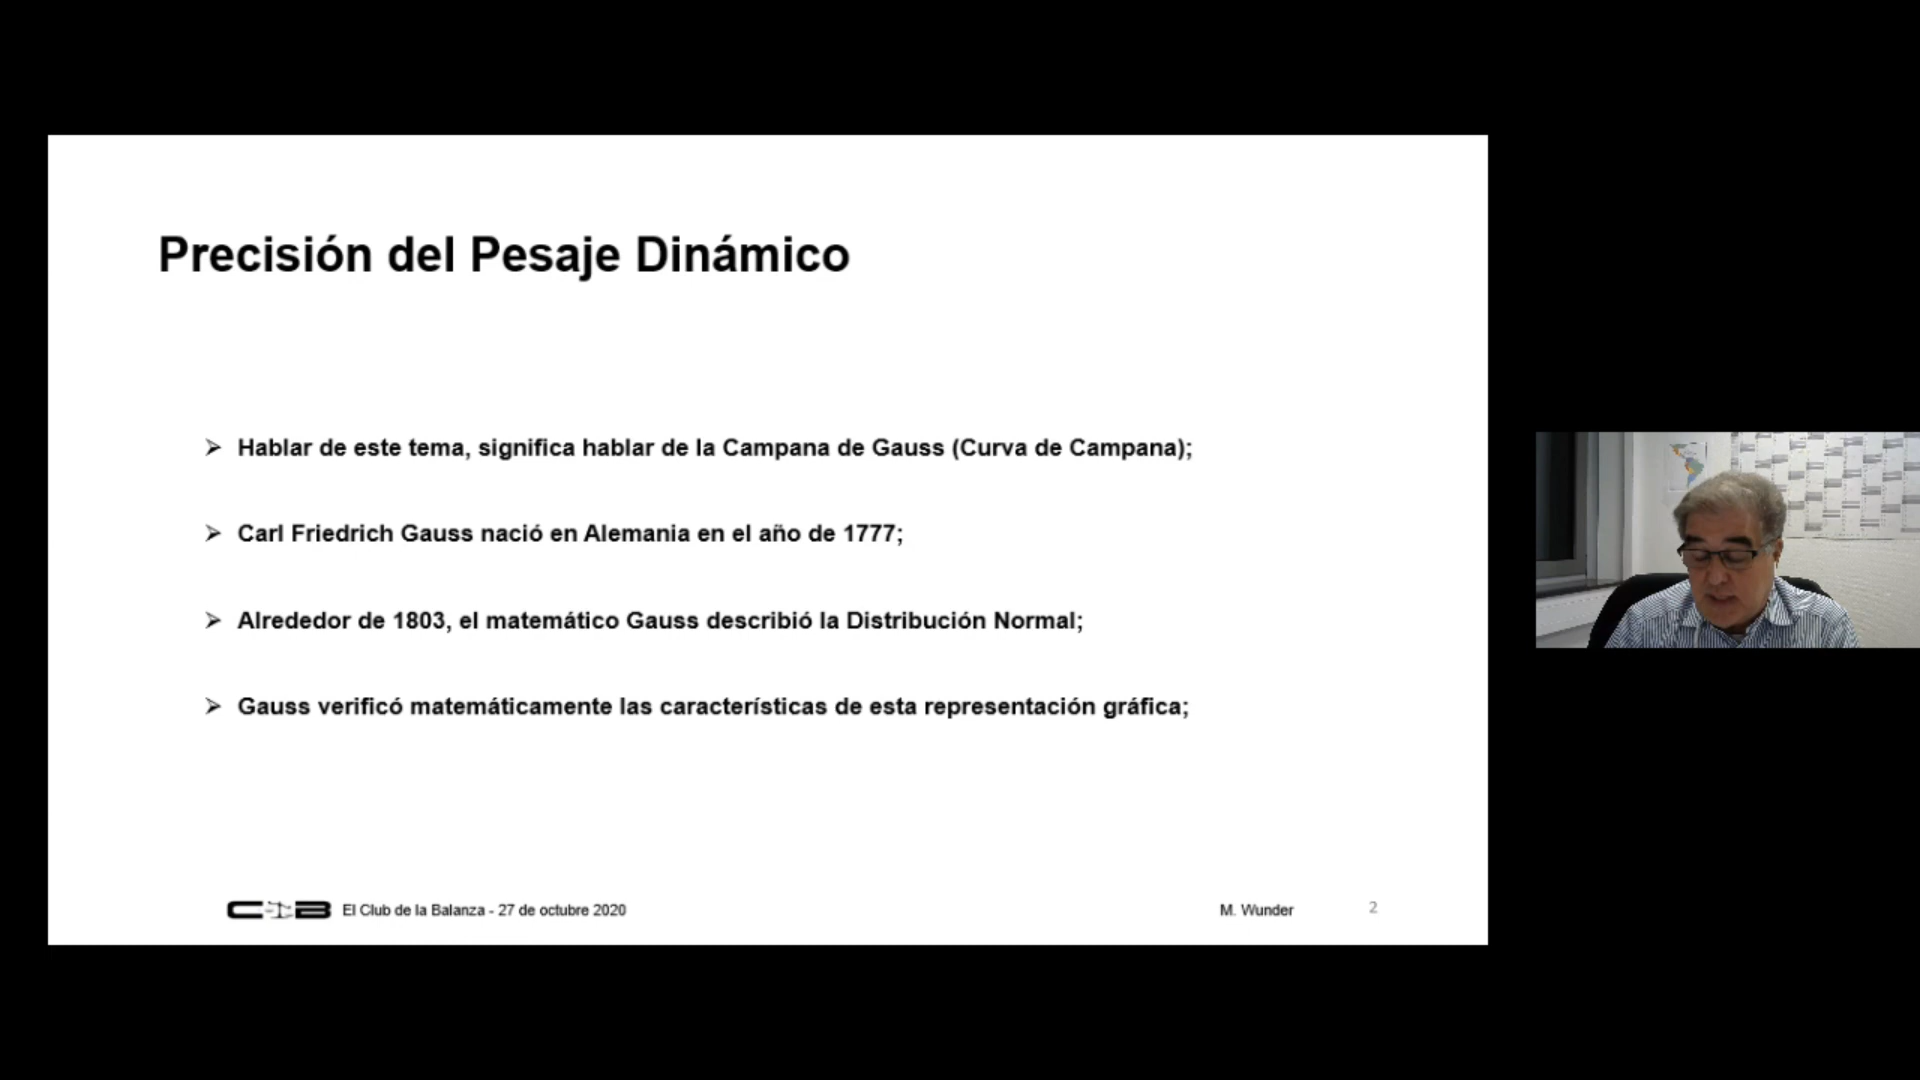 Precisión del Pesaje Dinámico
Hablar de este tema, significa hablar de la Campana de Gauss (Curva de Campana);
Carl Friedrich Gauss nació en Alemania en el año de 1777;
Alrededor de 1803, el matemático Gauss describió la Distribución Normal;
Gauss verificó matemáticamente las características de esta representación gráfica;
CB El Club de la Balanza - 27 de octubre 2020 M. Wunder 2